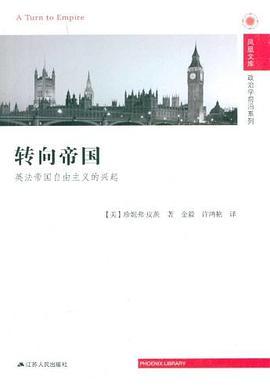 A Turn to Empire
凤凰文库
政治学前沿系列
转向帝国
英法帝国自由主义的兴起
【美】珍妮弗·皮茨 著 金毅 许鸿艳 译
江苏人民出版社
PHOENIX LIBRARY